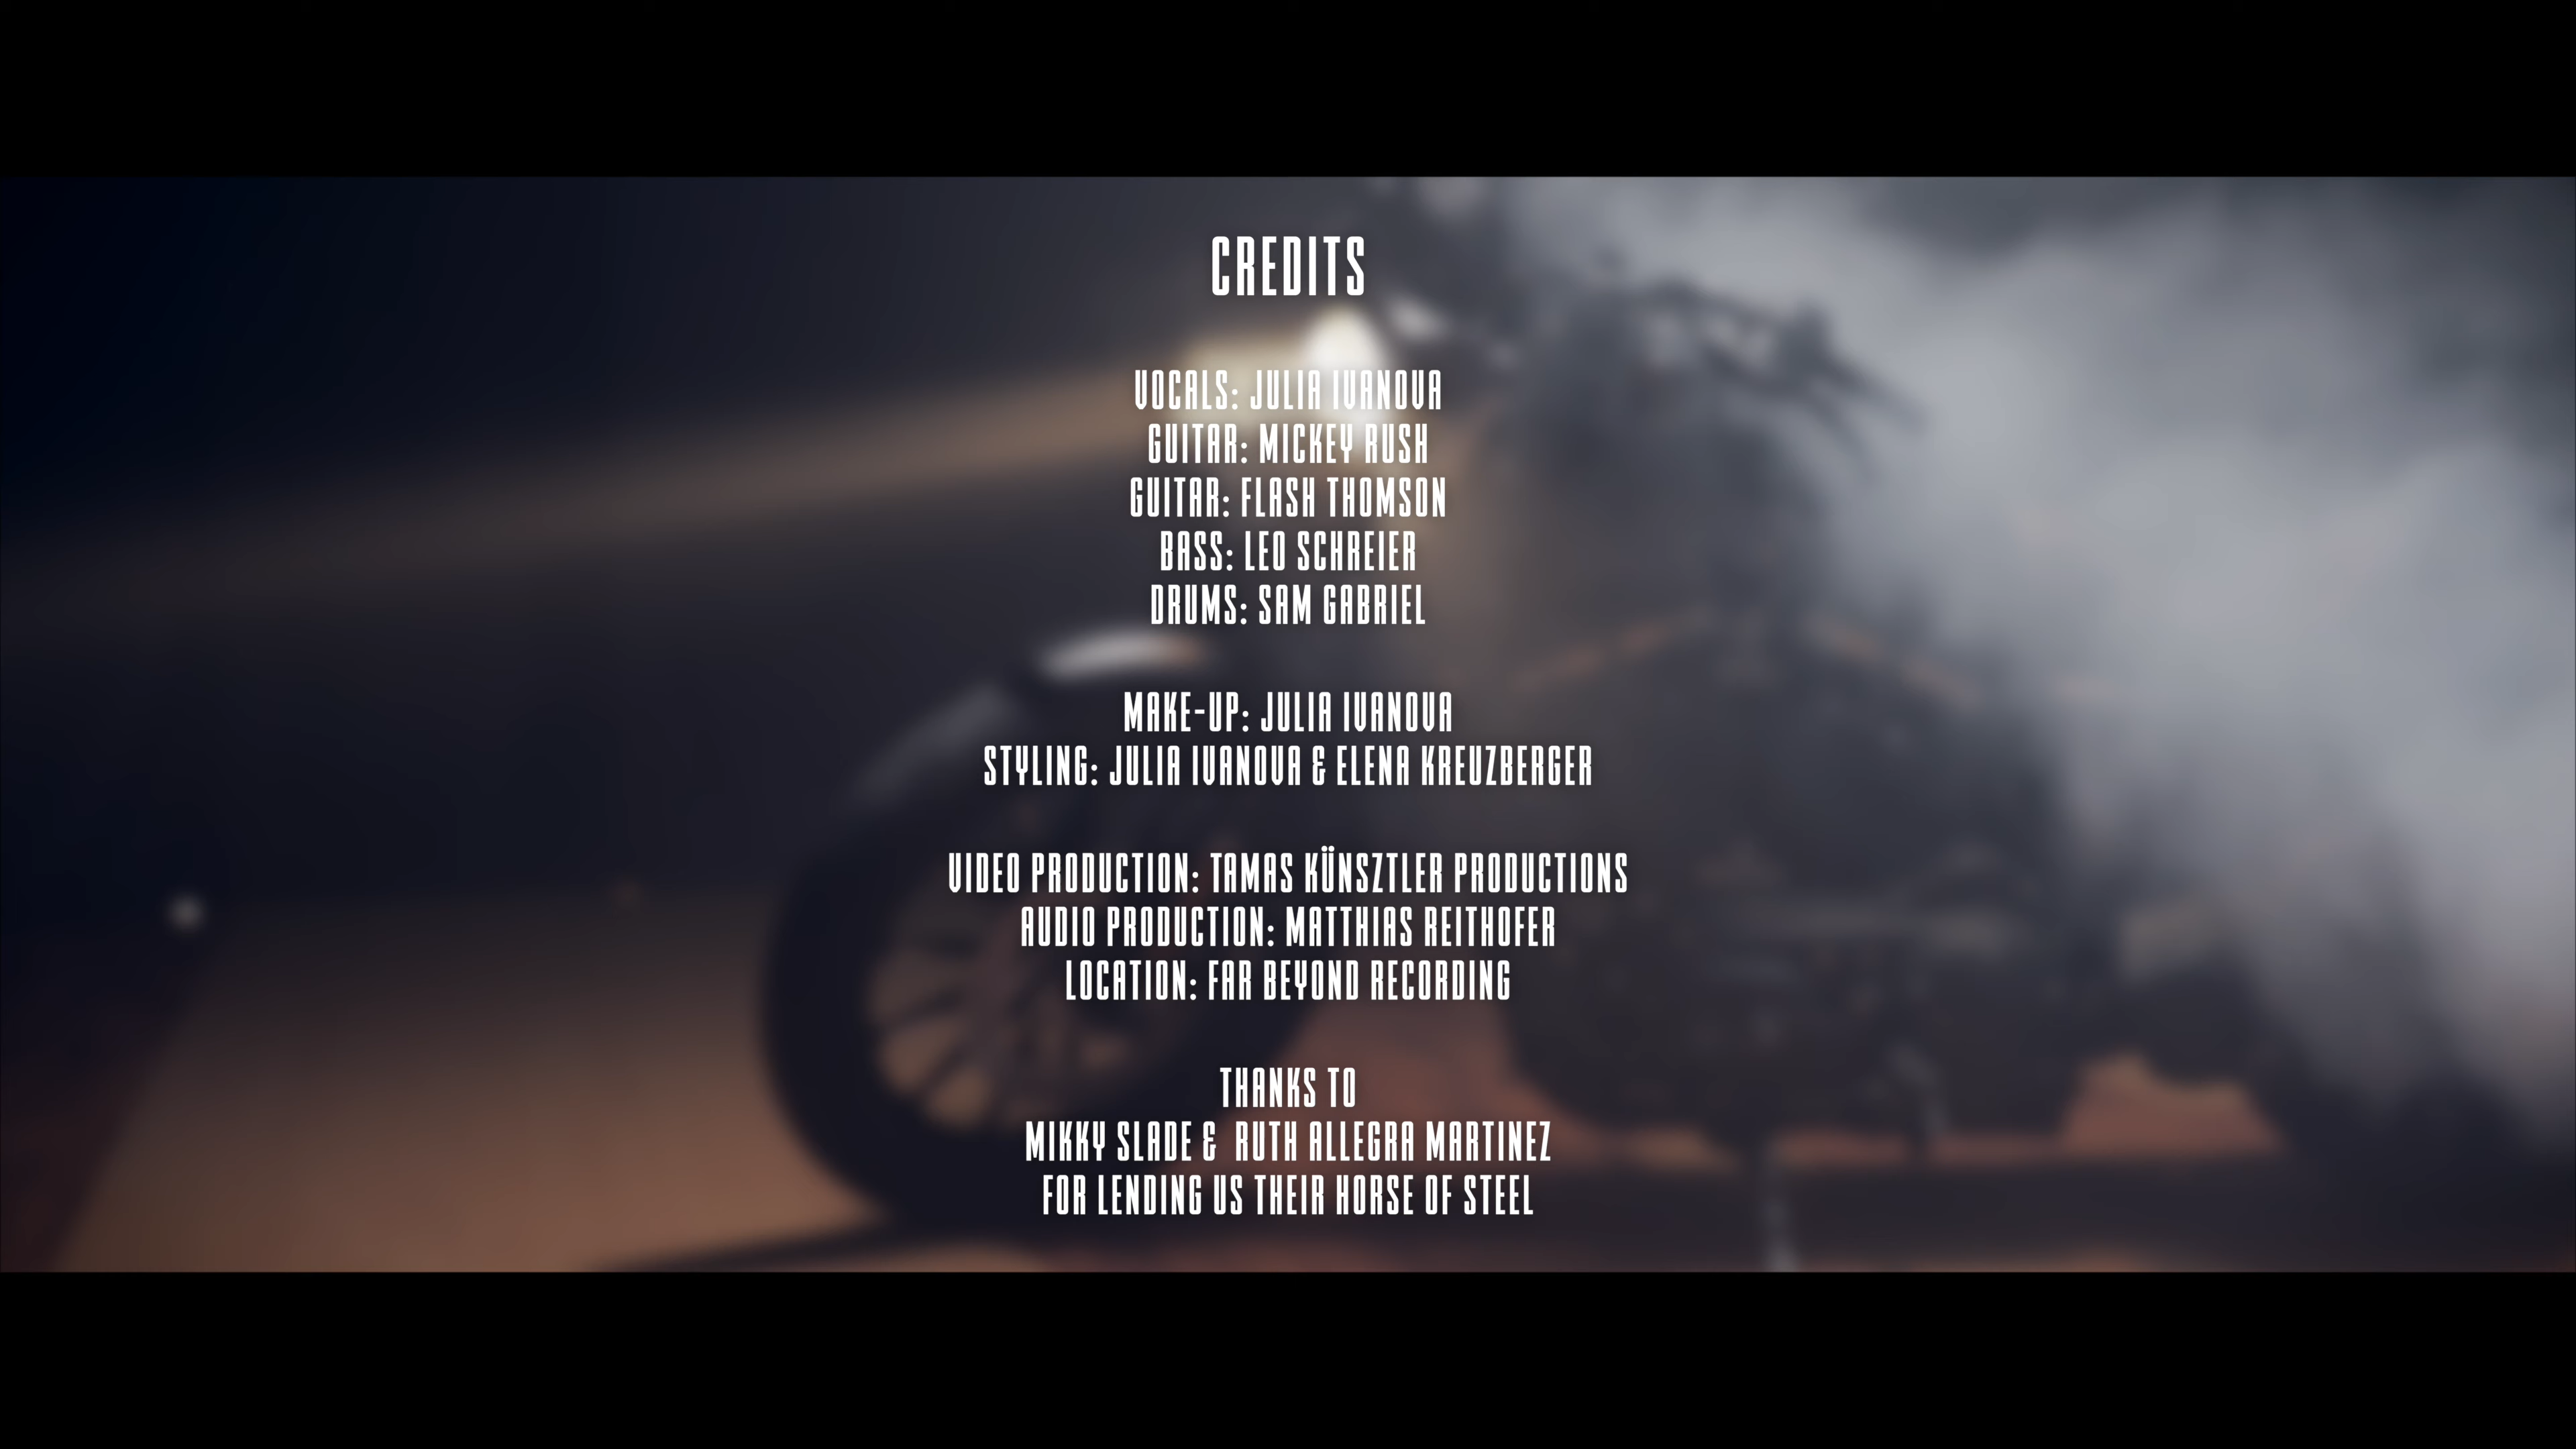 CREDITS
VOCALS: JULIA IVANOVA
GUITAR: MICKEY RUSH
GUITAR: FLASH THOMSON
BASS: LEO SCHREIER
DRUMS: SAM GABRIEL
MAKE-UP: JULIA IVANOVA
STYLING: JULIA IVANOVA & ELENA KREUZBERGER
VIDEO PRODUCTION: TAMAS KÜNSZTLER PRODUCTIONS
AUDIO PRODUCTION: MATTHIAS REITHOFER
LOCATION: FAR BEYOND RECORDING
THANKS TO
MIKKY SLADE & RUTH ALLEGRA MARTINEZ
FOR LENDING US THEIR HORSE OF STEEL